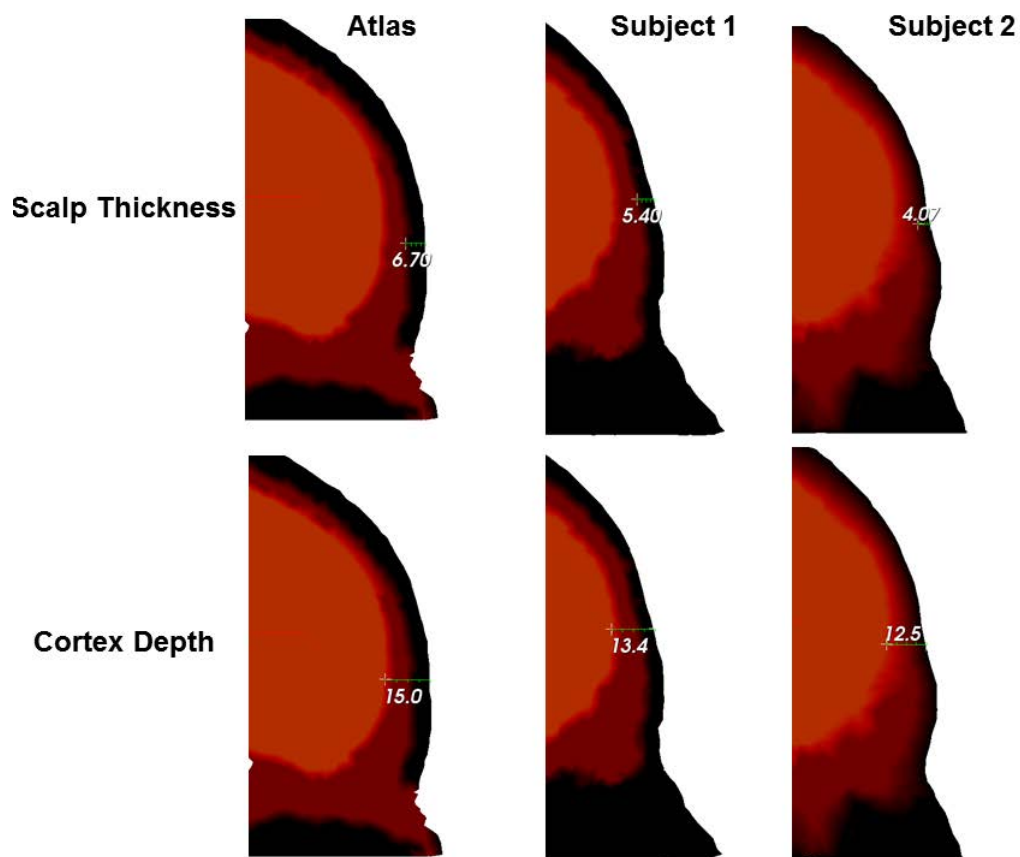 Atlas
Subject 1
Subject 2
Scalp Thickness
6.70
5.40
4.07
Cortex Depth
15.0
13.4
12.5